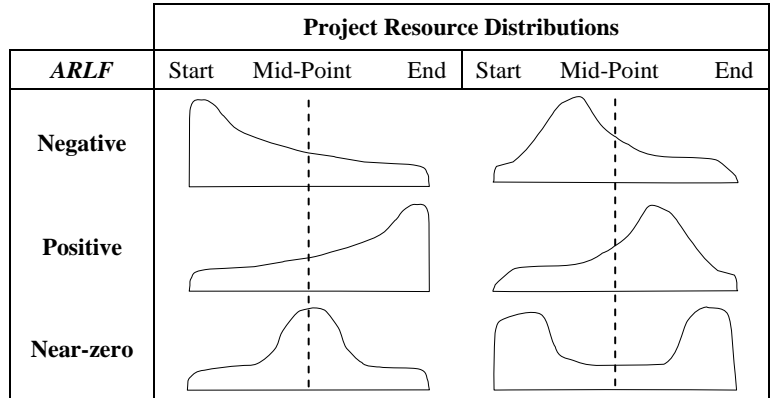 Project Resource Distributions
ARLF Start Mid-Point End Start Mid-Point End
Negative
Positive
Near-zero